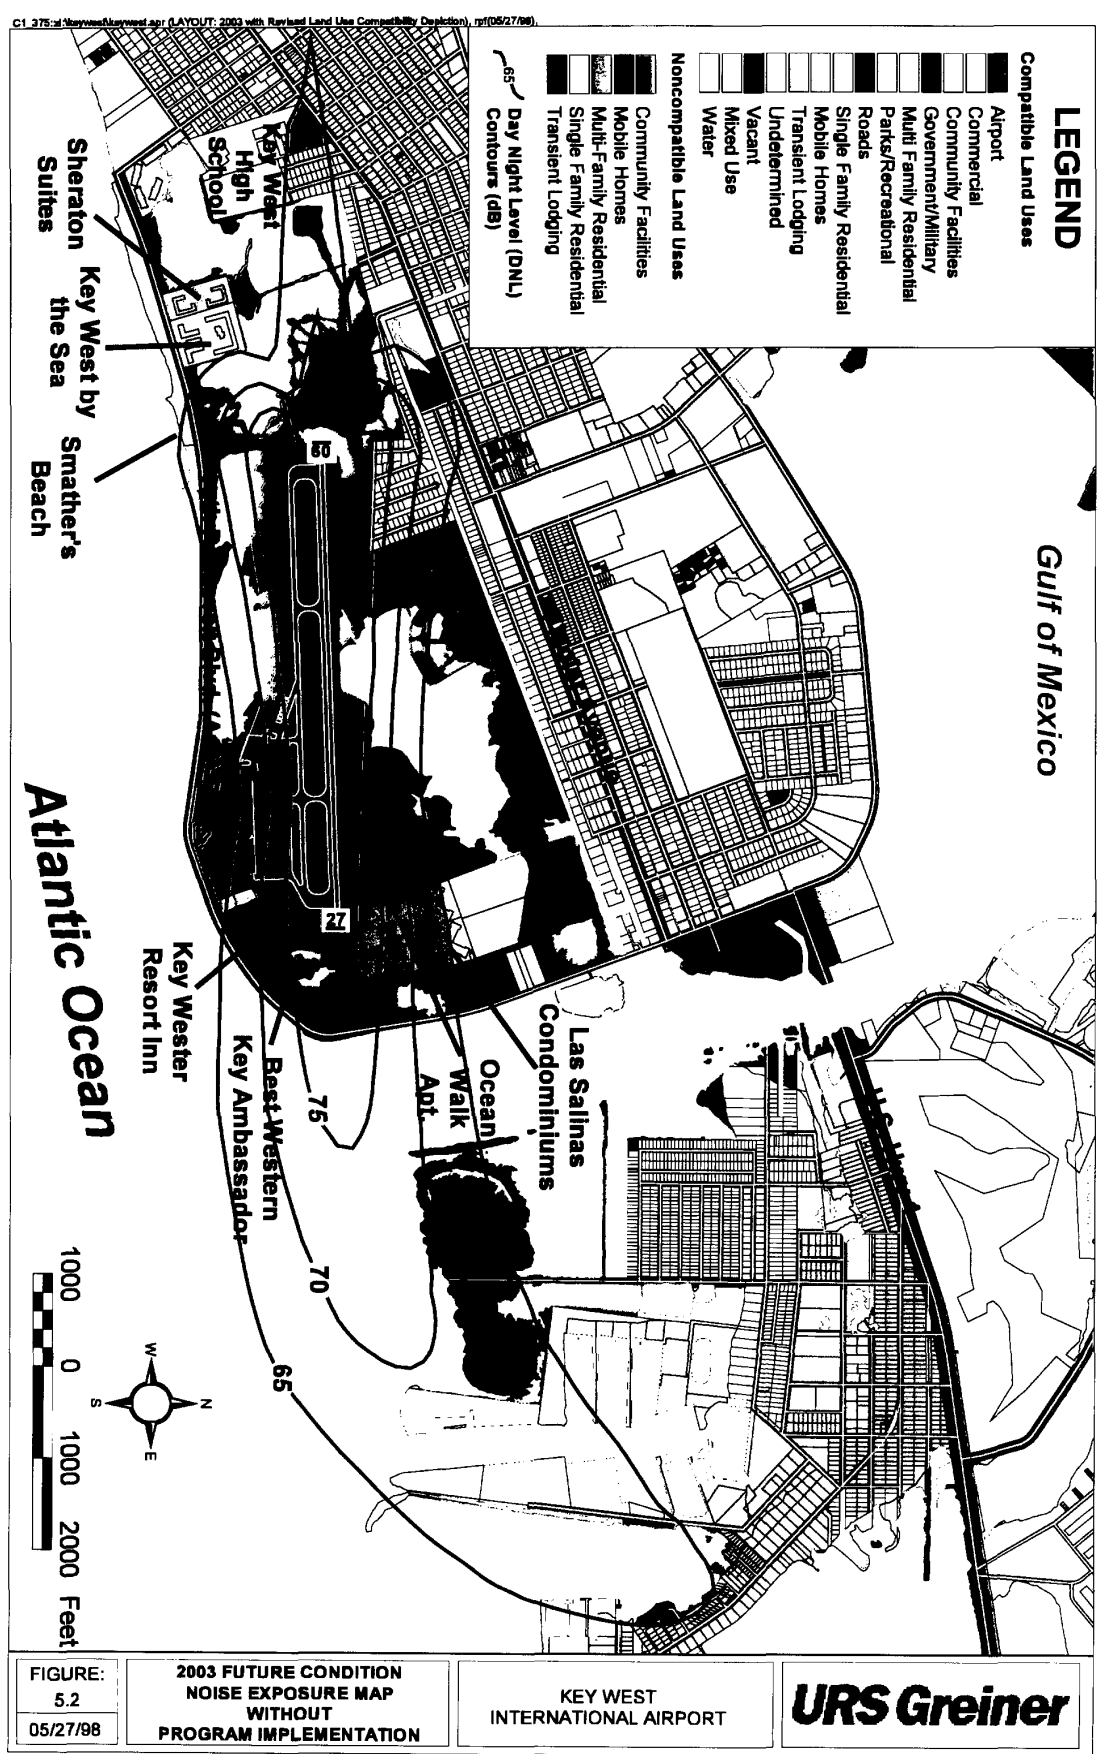 C1_375:al:\keywest\keywest.apr (LAYOUT: 2003 with Revised Land Use Compatibility Depiction), rpf(05/27/98),
LEGEND
Compatible Land Uses
Airport
Commercial
Community Facilities
Government/Military
Multi Family Residential
Parks/Recreational
Roads
Single Family Residential
Mobile Homes
Transient Lodging
Undetermined
Vacant
Mixed Use
Water
Noncompatible Land Uses
Community Facilities
Mobile Homes
Multi-Family Residential
Single Family Residential
Transient Lodging
65
Day Night Level (DNL)
Contours (dB)
Gulf of Mexico
Atlantic Ocean
Key West
High
School
Sheraton
Suites
Key West by
the Sea
Smather's
Beach
60
27
Key Wester
Resort Inn
Best Western
Key Ambassador
Las Salinas
Condominiums
Ocean
Walk
Apt.
75
70
65
N
W
E
S
1000 0 1000 2000 Feet
FIGURE:
5.2
05/27/98
2003 FUTURE CONDITION
NOISE EXPOSURE MAP
WITHOUT
PROGRAM IMPLEMENTATION
KEY WEST
INTERNATIONAL AIRPORT
URS Greiner